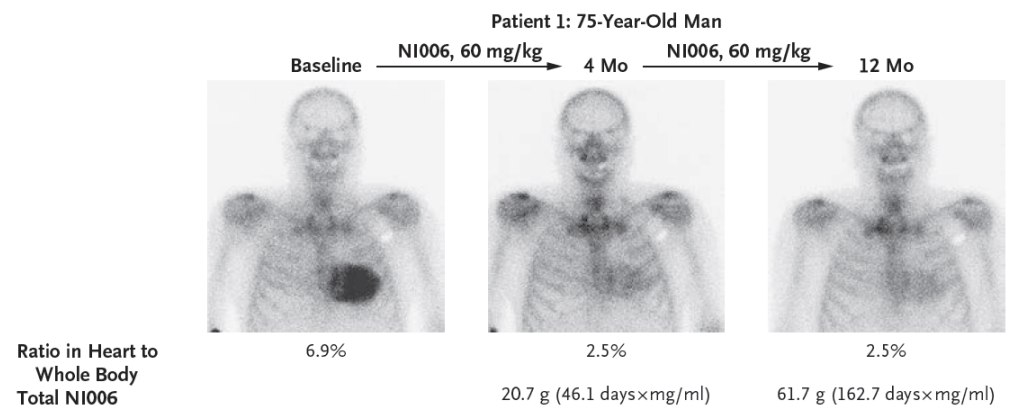 Patient 1: 75-Year-Old Man
Baseline NI006, 60 mg/kg 4 Mo NI006, 60 mg/kg 12 Mo
Ratio in Heart to 6.9% 2.5% 2.5%
Whole Body
Total NI006 20.7 g (46.1 days×mg/ml) 61.7 g (162.7 days×mg/ml)